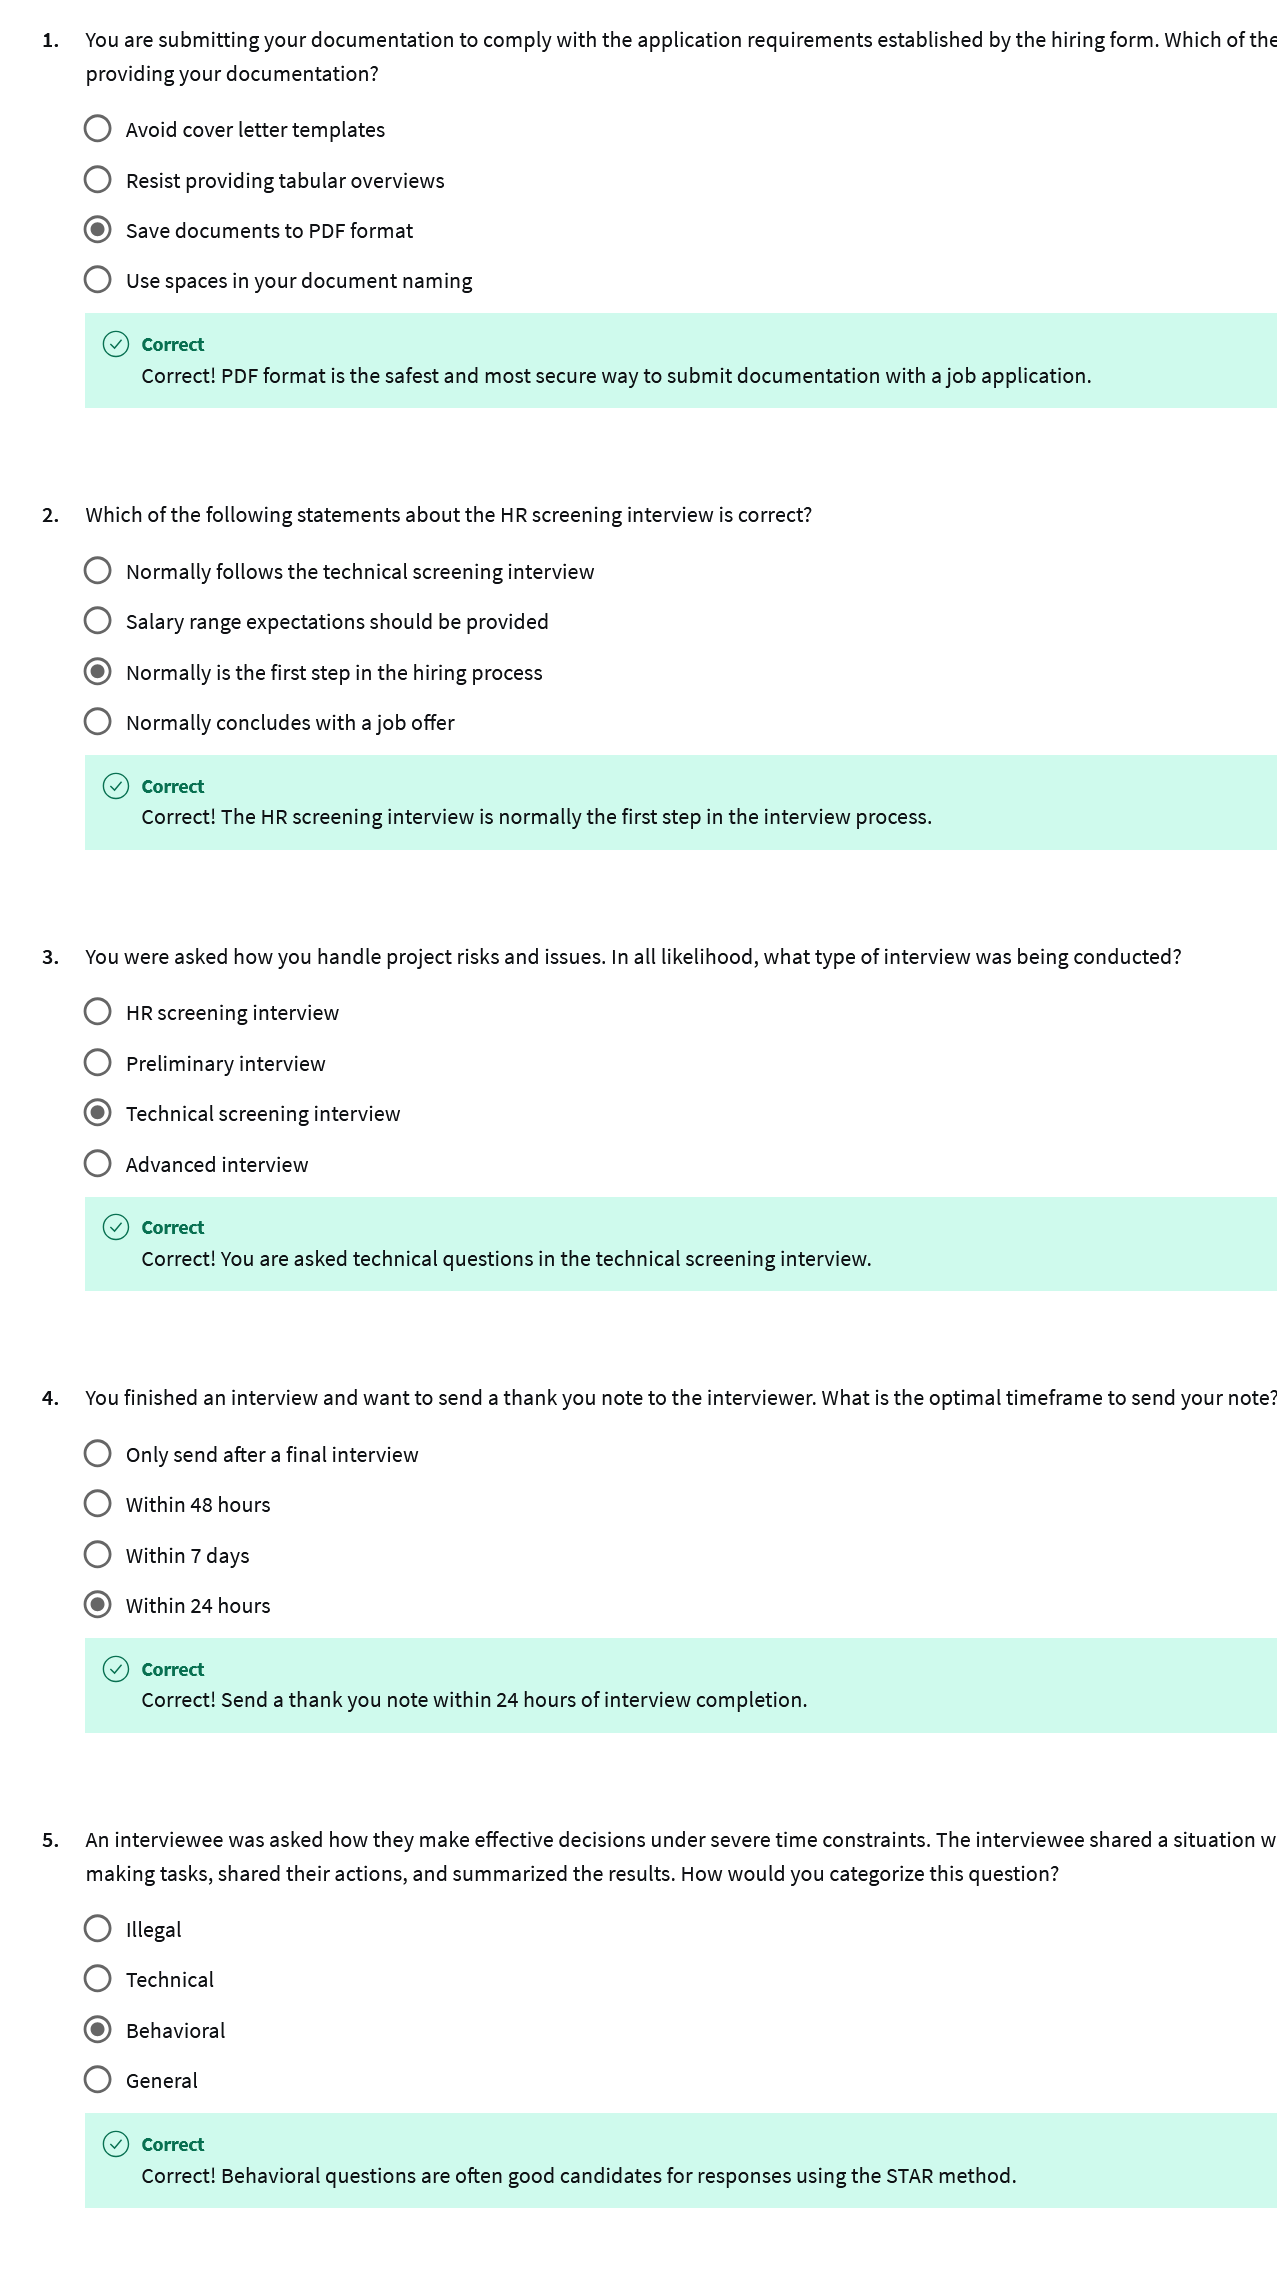 1. You are submitting your documentation to comply with the application requirements established by the hiring form. Which of the
providing your documentation?
Avoid cover letter templates
Resist providing tabular overviews
Save documents to PDF format
Use spaces in your document naming
Correct
Correct! PDF format is the safest and most secure way to submit documentation with a job application.
2. Which of the following statements about the HR screening interview is correct?
Normally follows the technical screening interview
Salary range expectations should be provided
Normally is the first step in the hiring process
Normally concludes with a job offer
Correct
Correct! The HR screening interview is normally the first step in the interview process.
3. You were asked how you handle project risks and issues. In all likelihood, what type of interview was being conducted?
HR screening interview
Preliminary interview
Technical screening interview
Advanced interview
Correct
Correct! You are asked technical questions in the technical screening interview.
4. You finished an interview and want to send a thank you note to the interviewer. What is the optimal timeframe to send your note?
Only send after a final interview
Within 48 hours
Within 7 days
Within 24 hours
Correct
Correct! Send a thank you note within 24 hours of interview completion.
5. An interviewee was asked how they make effective decisions under severe time constraints. The interviewee shared a situation w
making tasks, shared their actions, and summarized the results. How would you categorize this question?
Illegal
Technical
Behavioral
General
Correct
Correct! Behavioral questions are often good candidates for responses using the STAR method.